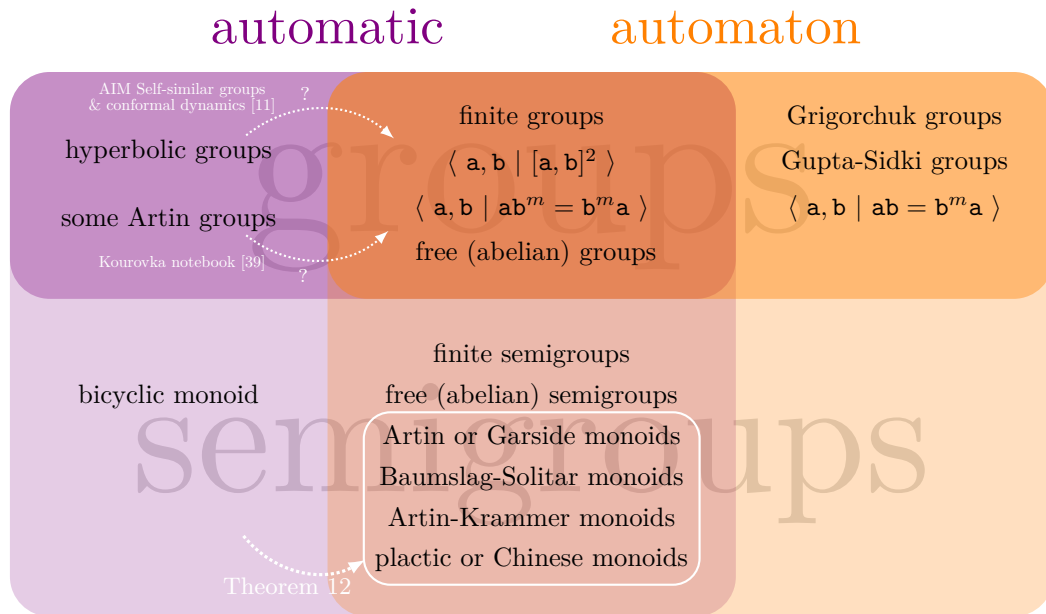 automatic
automaton
groups
AIM Self-similar groups
& conformal dynamics [11]
?
hyperbolic groups
some Artin groups
Kourovka notebook [39]
?
finite groups
⟨ a, b | [a, b]² ⟩
⟨ a, b | abᵐ = bᵐa ⟩
free (abelian) groups
Grigorchuk groups
Gupta-Sidki groups
⟨ a, b | ab = bᵐa ⟩
semigroups
bicyclic monoid
finite semigroups
free (abelian) semigroups
Artin or Garside monoids
Baumslag-Solitar monoids
Artin-Krammer monoids
plactic or Chinese monoids
Theorem 12